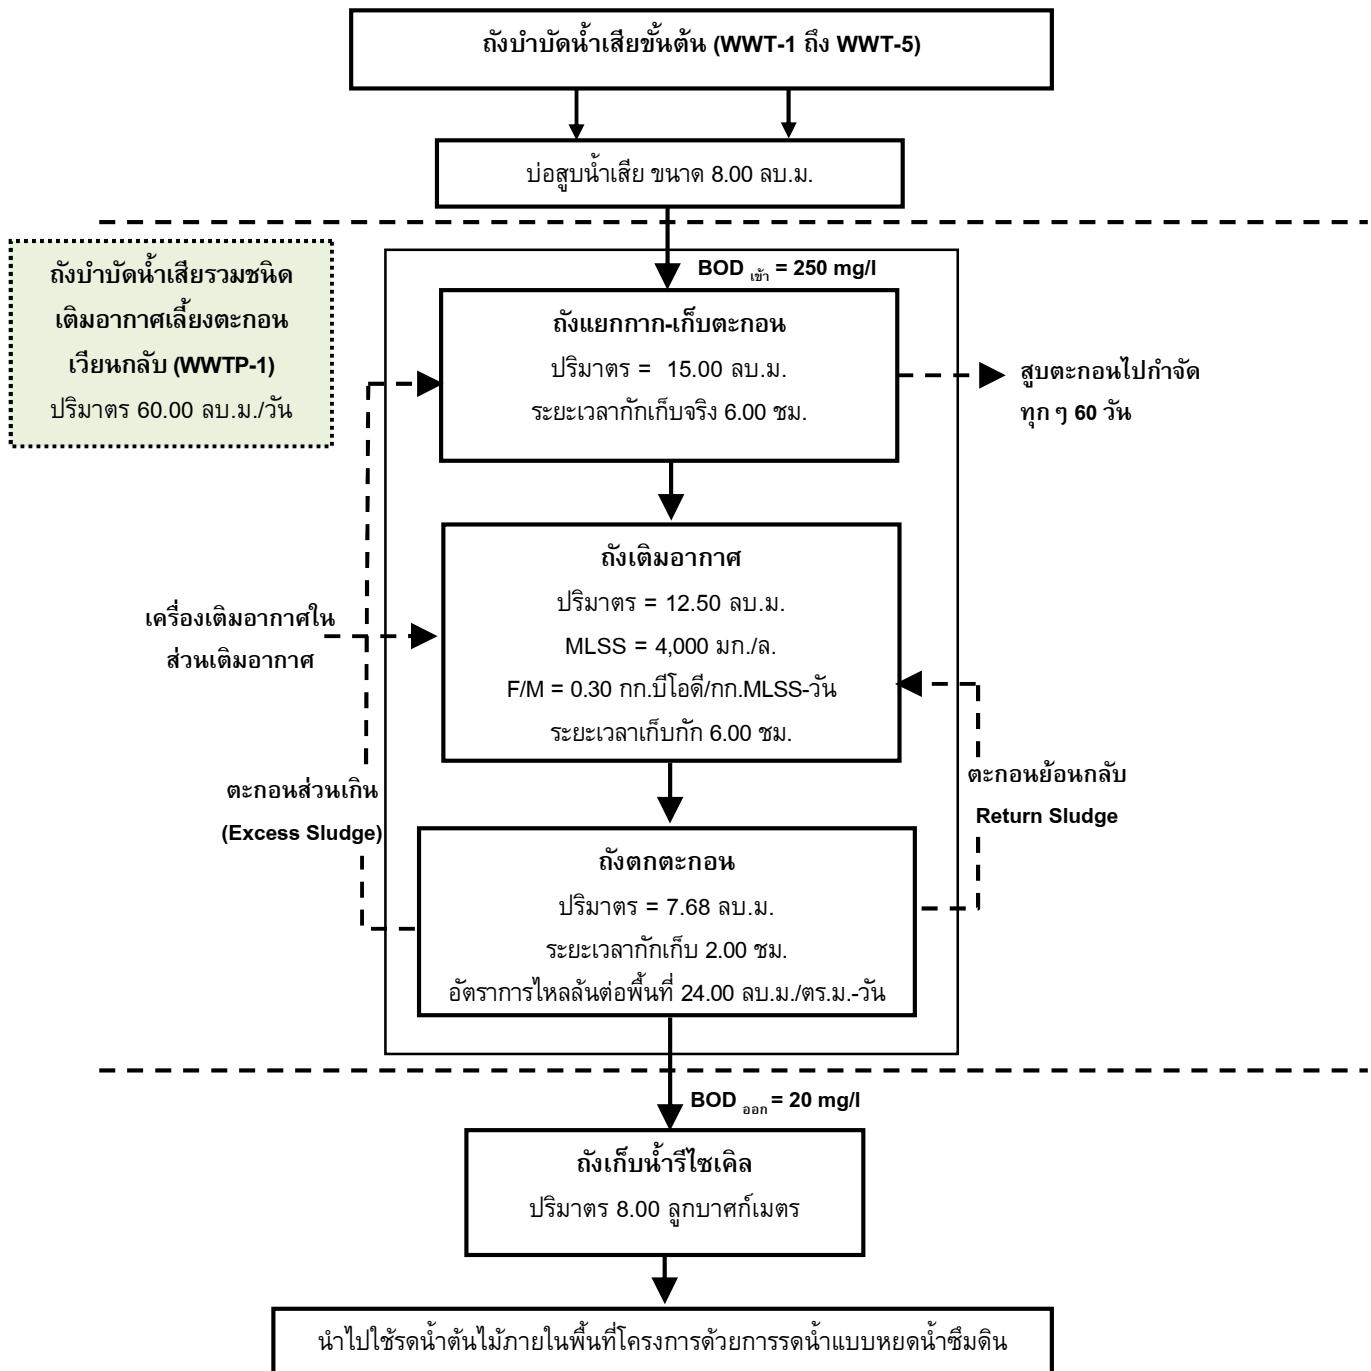 ถังบำบัดน้ำเสียขั้นต้น (WWT-1 ถึง WWT-5)
บ่อสูบน้ำเสีย ขนาด 8.00 ลบ.ม.
ถังบำบัดน้ำเสียรวมชนิด
เติมอากาศเลี้ยงตะกอน
เวียนกลับ (WWTP-1)
ปริมาตร 60.00 ลบ.ม./วัน
BOD เข้า = 250 mg/l
ถังแยกกาก-เก็บตะกอน
ปริมาตร = 15.00 ลบ.ม.
ระยะเวลากักเก็บจริง 6.00 ชม.
สูบตะกอนไปกำจัด
ทุก ๆ 60 วัน
ถังเติมอากาศ
ปริมาตร = 12.50 ลบ.ม.
MLSS = 4,000 มก./ล.
F/M = 0.30 กก.บีโอดี/กก.MLSS-วัน
ระยะเวลาเก็บกัก 6.00 ชม.
เครื่องเติมอากาศใน
ส่วนเติมอากาศ
ตะกอนส่วนเกิน
(Excess Sludge)
ตะกอนย้อนกลับ
Return Sludge
ถังตกตะกอน
ปริมาตร = 7.68 ลบ.ม.
ระยะเวลากักเก็บ 2.00 ชม.
อัตราการไหลล้นต่อพื้นที่ 24.00 ลบ.ม./ตร.ม.-วัน
BOD ออก = 20 mg/l
ถังเก็บน้ำรีไซเคิล
ปริมาตร 8.00 ลูกบาศก์เมตร
นำไปใช้รดน้ำต้นไม้ภายในพื้นที่โครงการด้วยการรดน้ำแบบหยดน้ำซึมดิน